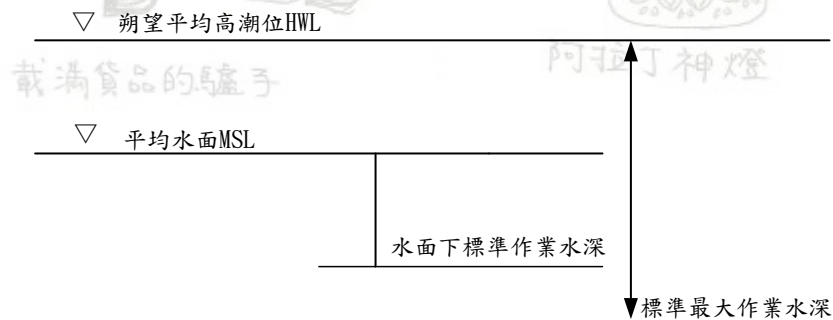 ▽ 朔望平均高潮位HWL
載滿貨品的驢子
阿拉丁神燈
▽ 平均水面MSL
水面下標準作業水深
標準最大作業水深